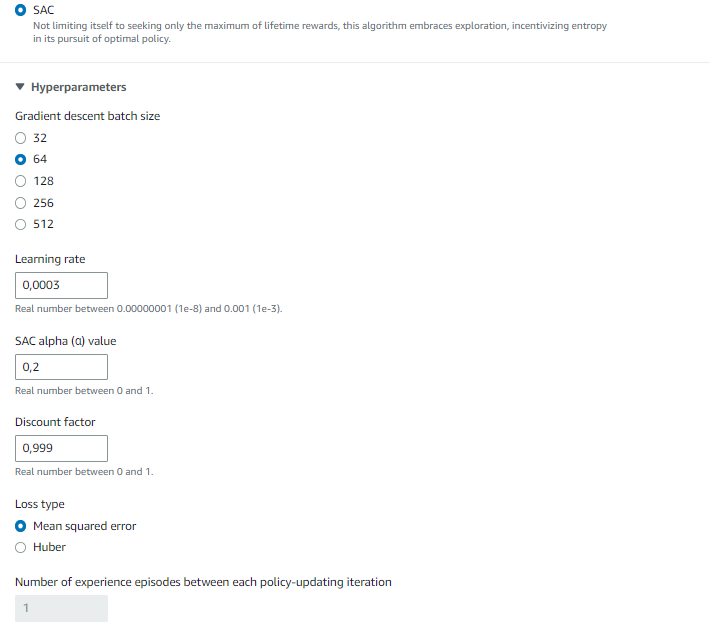 SAC
Not limiting itself to seeking only the maximum of lifetime rewards, this algorithm embraces exploration, incentivizing entropy
in its pursuit of optimal policy.
Hyperparameters
Gradient descent batch size
32
64
128
256
512
Learning rate
0,0003
Real number between 0.00000001 (1e-8) and 0.001 (1e-3).
SAC alpha (α) value
0,2
Real number between 0 and 1.
Discount factor
0,999
Real number between 0 and 1.
Loss type
Mean squared error
Huber
Number of experience episodes between each policy-updating iteration
1